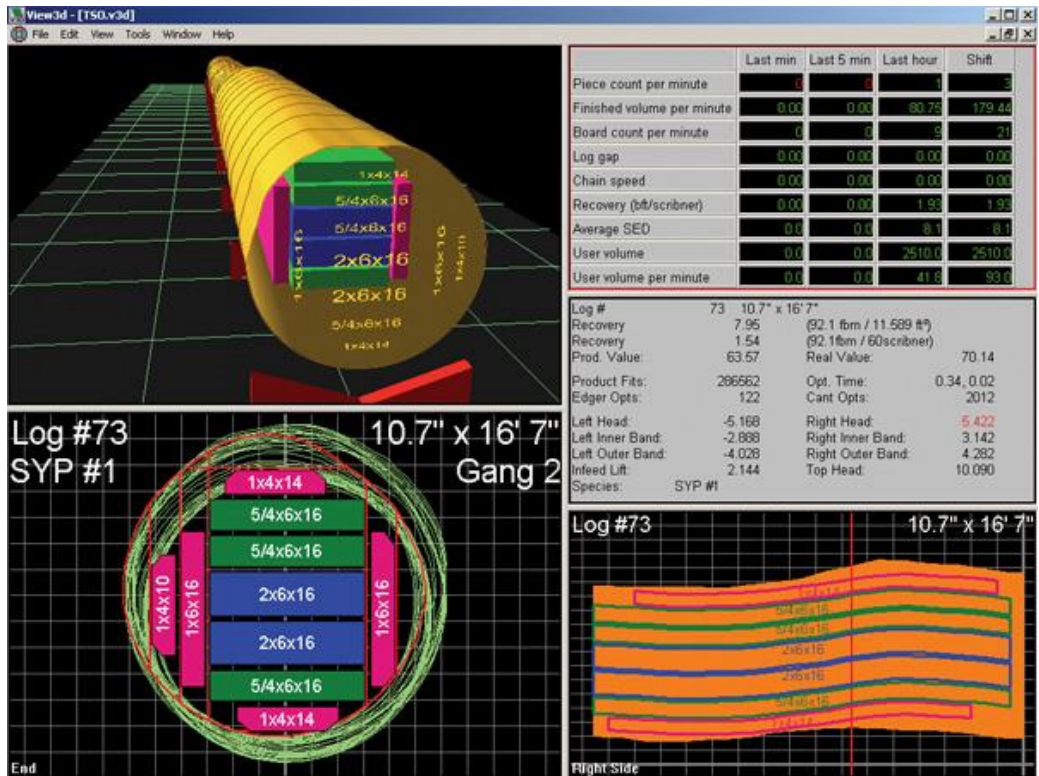 View3d - [TSO.v3d]
File Edit View Tools Window Help
1x4x14
5/4x6x16
5/4x6x16
2x6x16
2x6x16
5/4x6x16
1x4x14
1x6x16
1x6x16
1x4x10
Last min Last 5 min Last hour Shift
Piece count per minute 0 0 1 3
Finished volume per minute 0.00 0.00 80.75 179.44
Board count per minute 0 0 9 21
Log gap 0.00 0.00 0.00 0.00
Chain speed 0.00 0.00 0.00 0.00
Recovery (bft/scribner) 0.00 0.00 1.93 1.93
Average SED 0.0 0.0 8.1 8.1
User volume 0.0 0.0 2510.0 2510.0
User volume per minute 0.0 0.0 41.8 93.0
Log # 73 10.7" x 16' 7"
Recovery 7.95 (92.1 fbm / 11.589 ft³)
Recovery 1.54 (92.1fbm / 60scribner)
Prod. Value: 63.57 Real Value: 70.14
Product Fits: 286562 Opt. Time: 0.34, 0.02
Edger Opts: 122 Cant Opts: 2012
Left Head: -5.168 Right Head: 5.422
Left Inner Band: -2.888 Right Inner Band: 3.142
Left Outer Band: -4.028 Right Outer Band: 4.282
Infeed Lift: 2.144 Top Head: 10.090
Species: SYP #1
Log #73 10.7" x 16' 7"
SYP #1 Gang 2
1x4x14
5/4x6x16
5/4x6x16
2x6x16
2x6x16
5/4x6x16
1x4x14
1x4x10
1x6x16
1x6x16
End
Log #73 10.7" x 16' 7"
1x4x14
5/4x6x16
5/4x6x16
2x6x16
2x6x16
5/4x6x16
1x4x14
Right Side